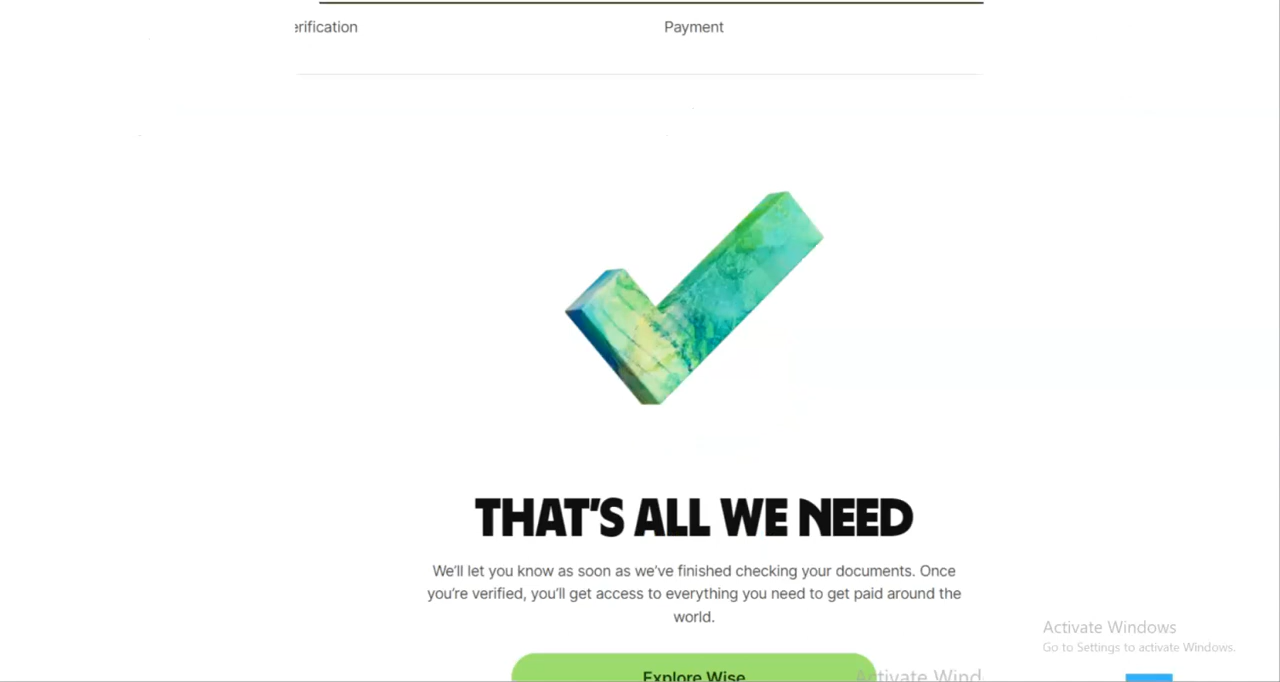 erification
Payment
THAT'S ALL WE NEED
We'll let you know as soon as we've finished checking your documents. Once
you're verified, you'll get access to everything you need to get paid around the
world.
Activate Windows
Go to Settings to activate Windows.
Explore Wise
Activate Wind